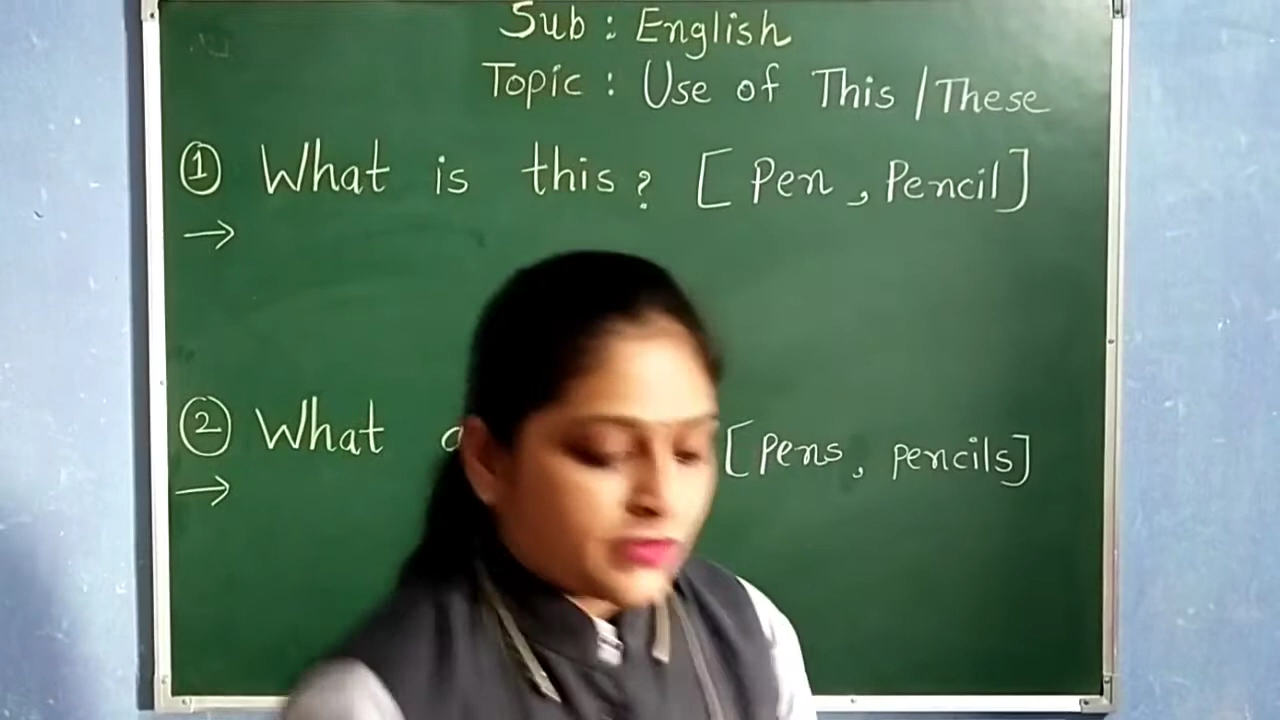 Sub : English
Topic : Use of This / These
① What is this? [Pen, Pencil]
→
② What [pens, pencils]
→